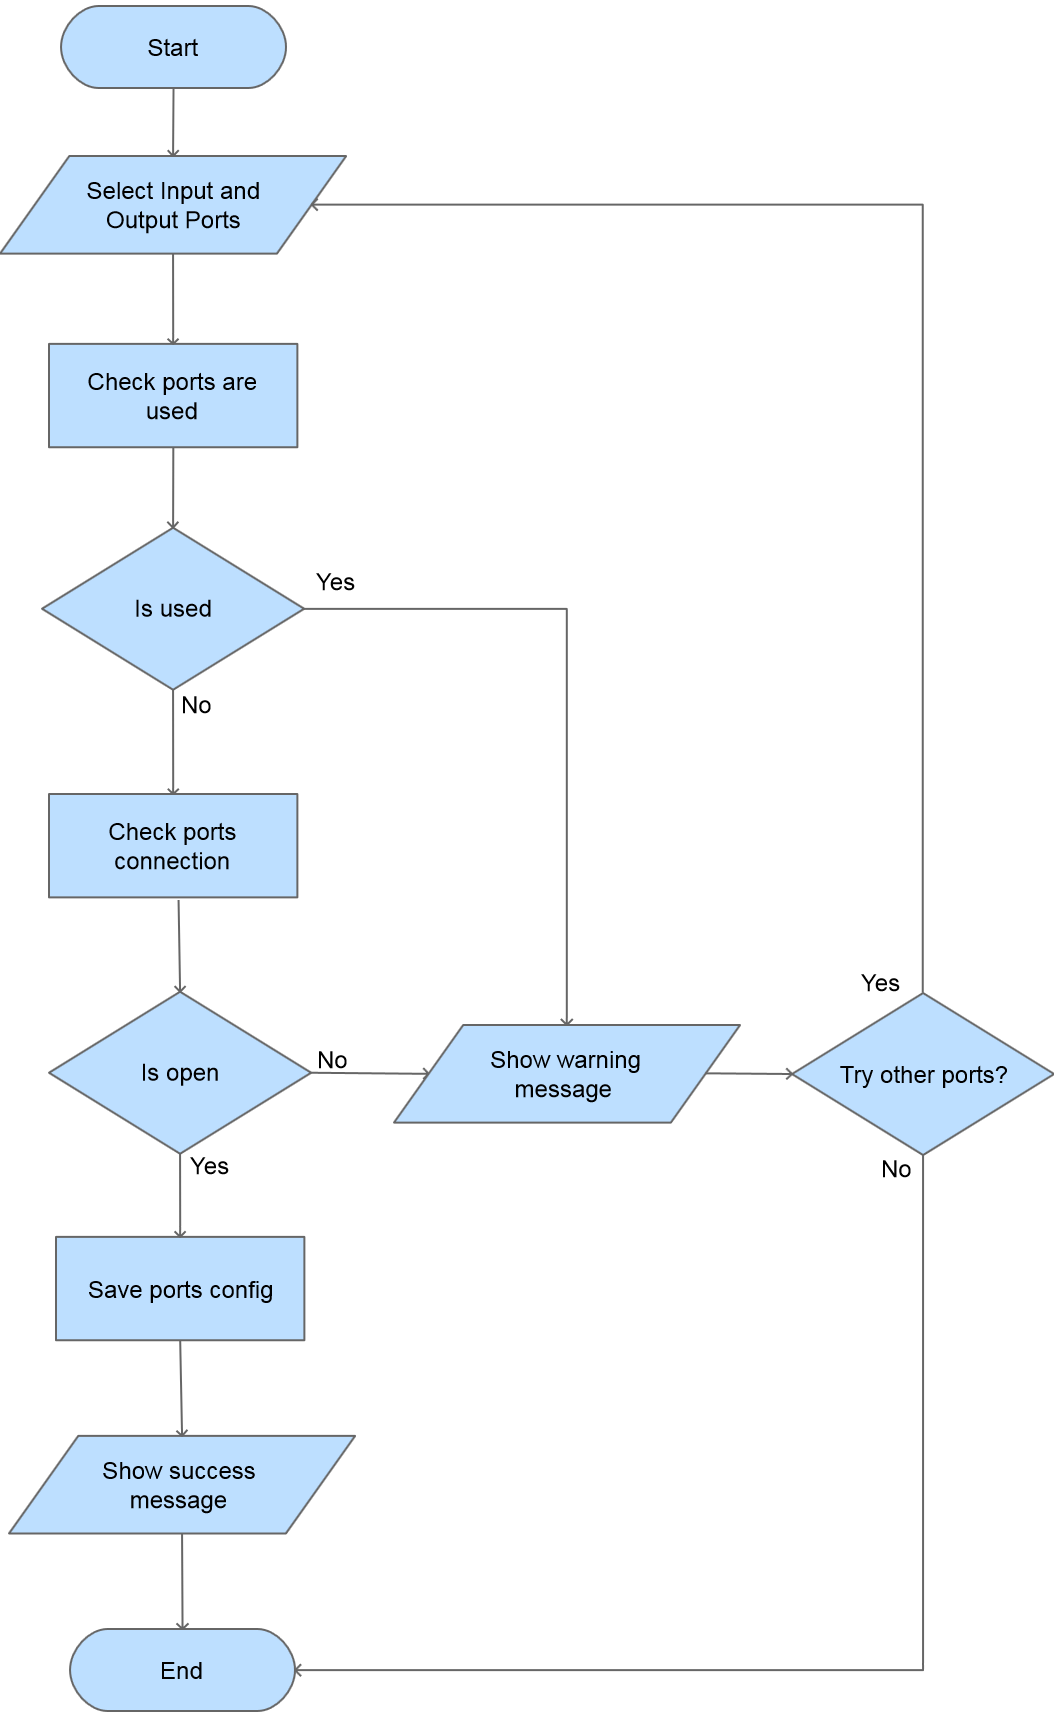 Start
Select Input and
Output Ports
Check ports are
used
Is used
Yes
No
Check ports
connection
Is open
No
Yes
Show warning
message
Try other ports?
Yes
No
Save ports config
Show success
message
End